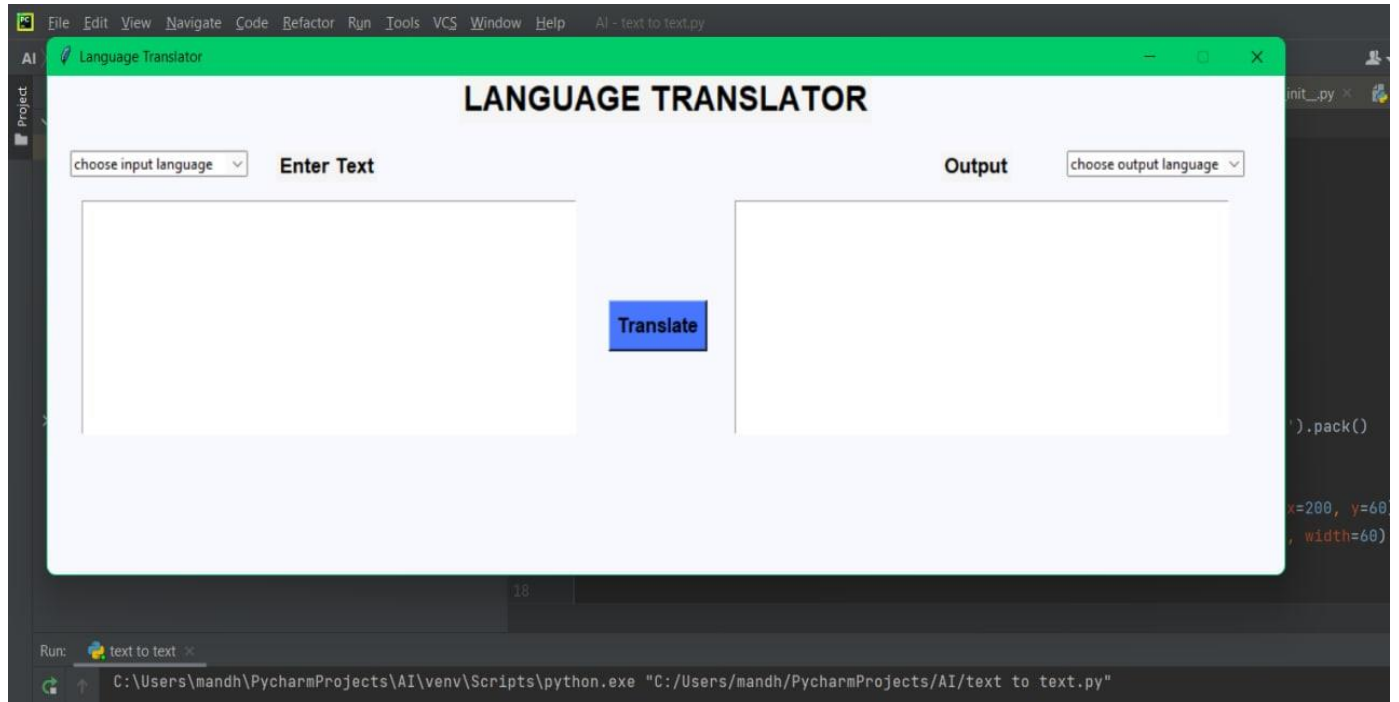 File Edit View Navigate Code Refactor Run Tools VCS Window Help AI - text to text.py
AI
Language Translator
Project
LANGUAGE TRANSLATOR
init__.py
choose input language
Enter Text
Output
choose output language
Translate
').pack()
x=200, y=60
, width=60)
18
Run: text to text
C:\Users\mandh\PycharmProjects\AI\venv\Scripts\python.exe "C:/Users/mandh/PycharmProjects/AI/text to text.py"